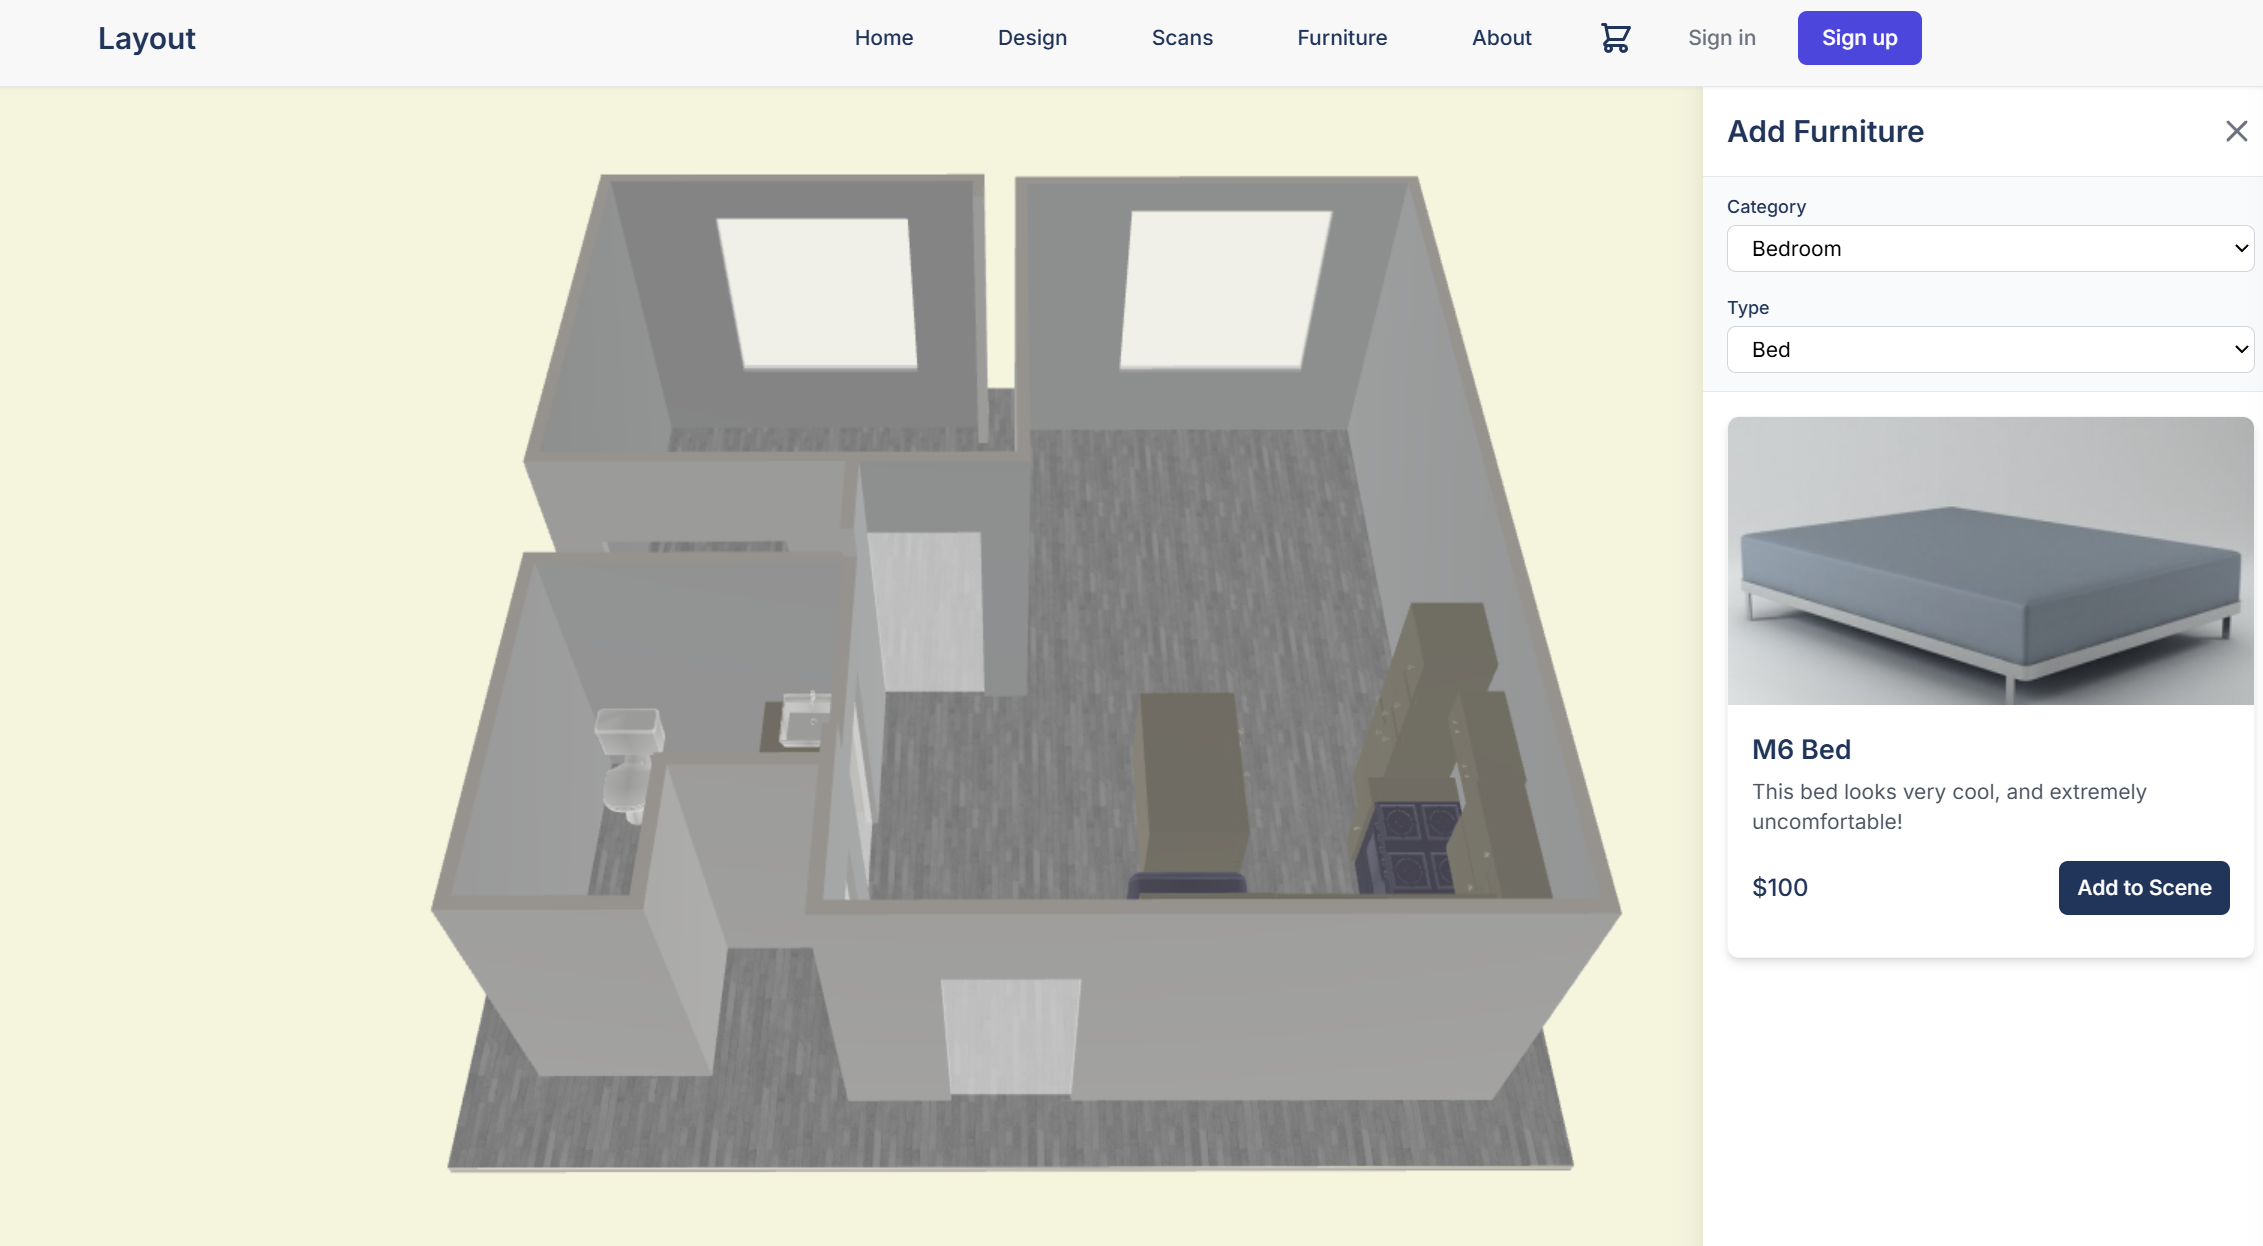 Layout
Home
Design
Scans
Furniture
About
Sign in
Sign up
Add Furniture
Category
Bedroom
Type
Bed
M6 Bed
This bed looks very cool, and extremely
uncomfortable!
$100
Add to Scene